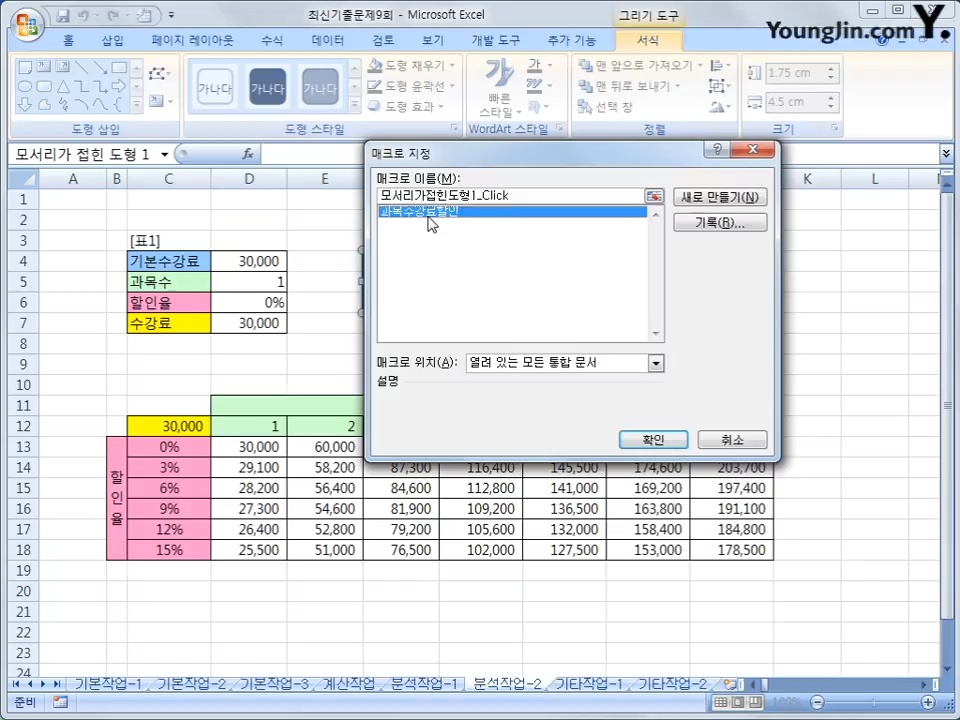 최신기출문제9회 - Microsoft Excel
그리기 도구
YoungJin.com Y.
홈 삽입 페이지 레이아웃 수식 데이터 검토 보기 개발 도구 추가 기능 서식
가나다 가나다 가나다
도형 채우기
도형 윤곽선
도형 효과
빠른 스타일
가
맨 앞으로 가져오기
맨 뒤로 보내기
선택 창
1.75 cm
4.5 cm
도형 삽입 도형 스타일 WordArt 스타일 정렬 크기
모서리가 접힌 도형 1 fx
매크로 지정
매크로 이름(M):
모서리가접힌도형1_Click
과목수강료할인
새로 만들기(N)
기록(R)...
매크로 위치(A): 열려 있는 모든 통합 문서
설명
확인 취소
A B C D E K L
1
2
3 [표1]
4 기본수강료 30,000
5 과목수 1
6 할인율 0%
7 수강료 30,000
8
9
10
11
12 30,000 1 2
13 0% 30,000 60,000
14 3% 29,100 58,200 87,300 116,400 145,500 174,600 203,700
15 6% 28,200 56,400 84,600 112,800 141,000 169,200 197,400
16 9% 27,300 54,600 81,900 109,200 136,500 163,800 191,100
17 12% 26,400 52,800 79,200 105,600 132,000 158,400 184,800
18 15% 25,500 51,000 76,500 102,000 127,500 153,000 178,500
할인율
19
20
21
22
23
24
기본작업-1 기본작업-2 기본작업-3 계산작업 분석작업-1 분석작업-2 기타작업-1 기타작업-2
준비 100%